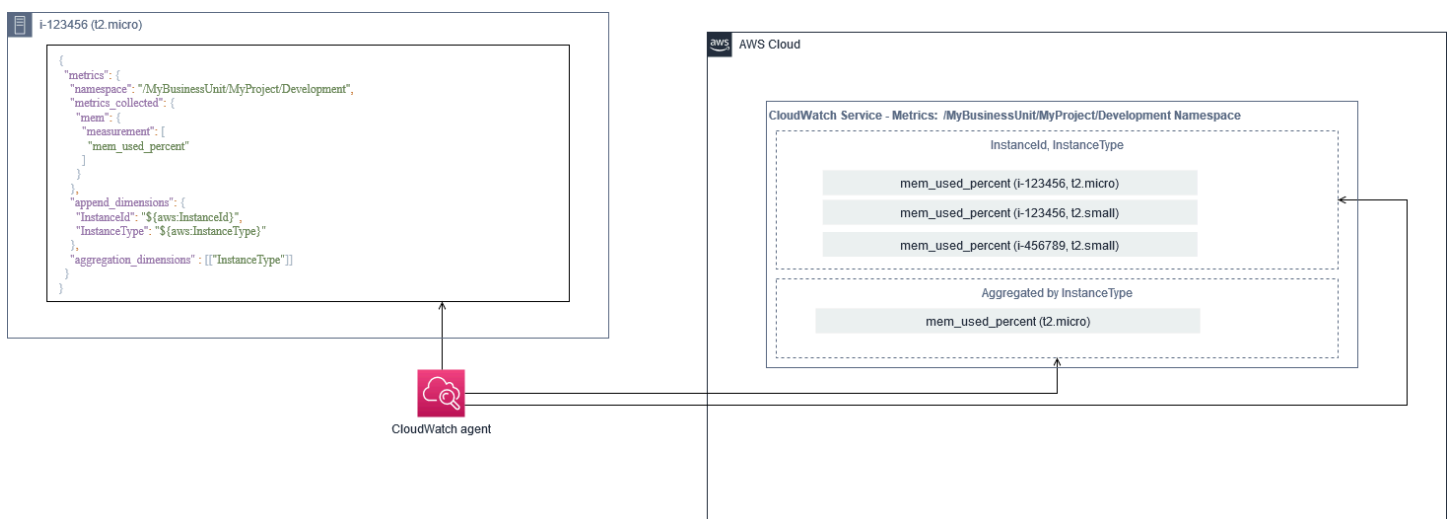 i-123456 (t2.micro)
{
"metrics": {
"namespace": "/MyBusinessUnit/MyProject/Development",
"metrics_collected": {
"mem": {
"measurement": [
"mem_used_percent"
]
}
},
"append_dimensions": {
"InstanceId": "${aws:InstanceId}",
"InstanceType": "${aws:InstanceType}"
},
"aggregation_dimensions" : [["InstanceType"]]
}
}
CloudWatch agent
aws
AWS Cloud
CloudWatch Service - Metrics: /MyBusinessUnit/MyProject/Development Namespace
InstanceId, InstanceType
mem_used_percent (i-123456, t2.micro)
mem_used_percent (i-123456, t2.small)
mem_used_percent (i-456789, t2.small)
Aggregated by InstanceType
mem_used_percent (t2.micro)